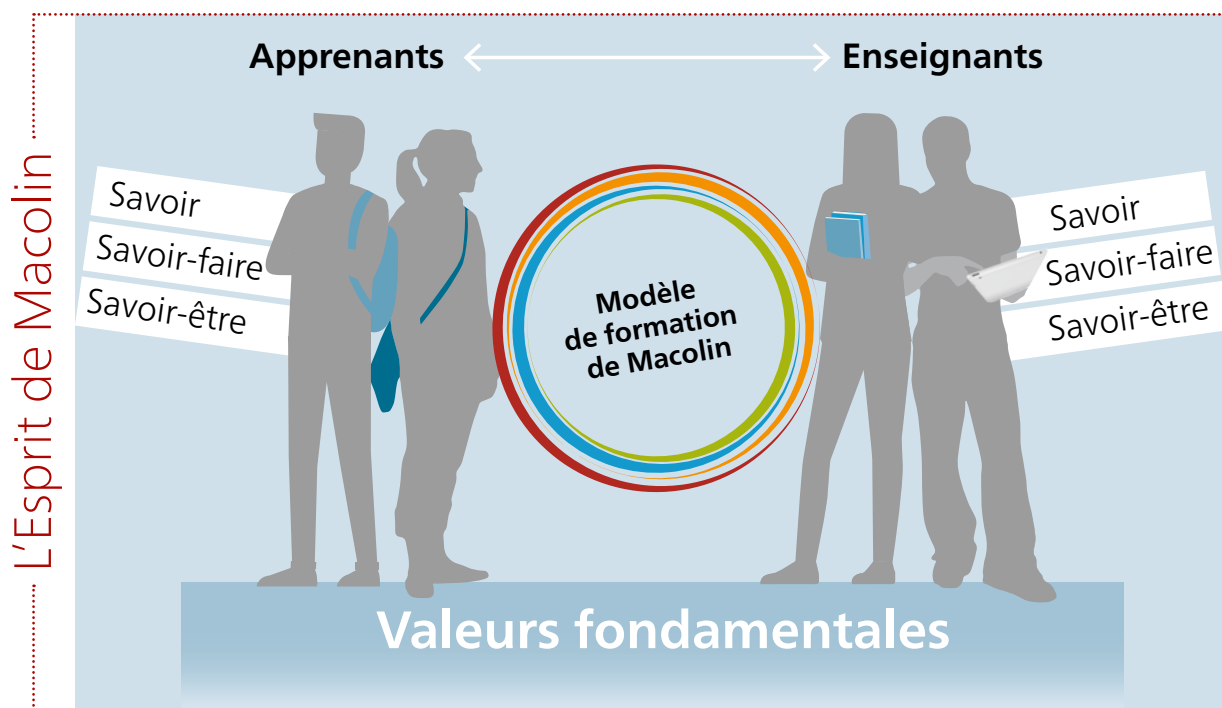 L'Esprit de Macolin
Apprenants
Enseignants
Savoir
Savoir-faire
Savoir-être
Modèle
de formation
de Macolin
Savoir
Savoir-faire
Savoir-être
Valeurs fondamentales